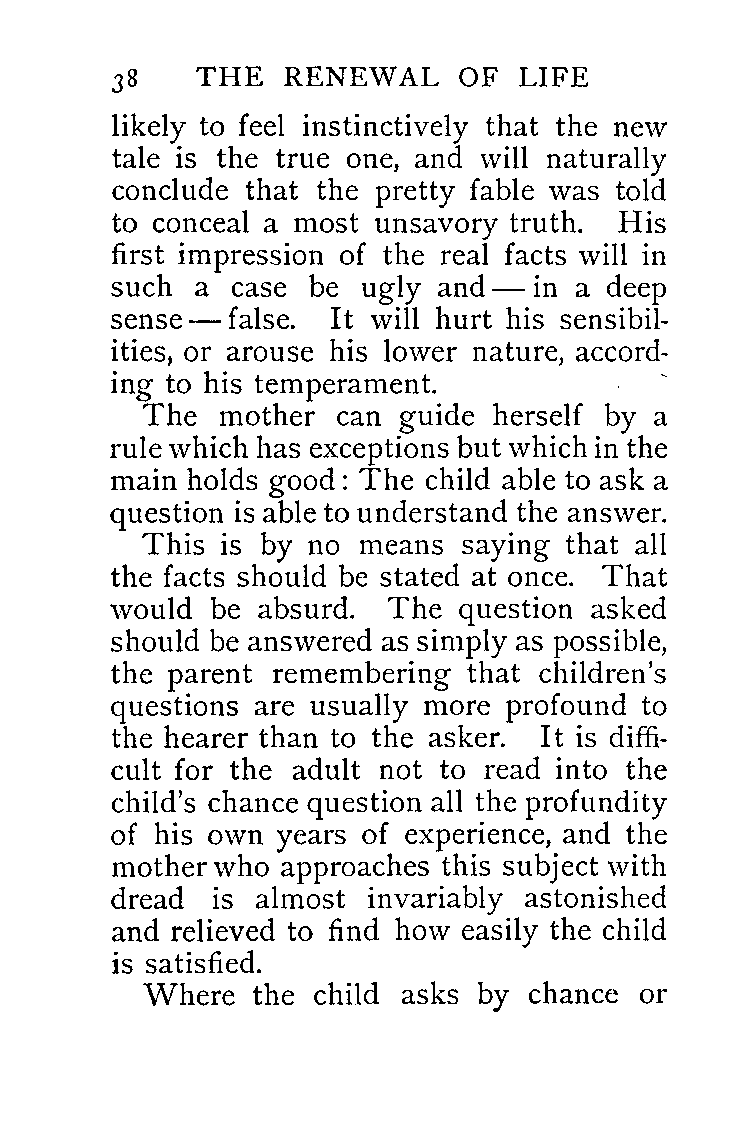 38 THE RENEWAL OF LIFE
likely to feel instinctively that the new
tale is the true one, and will naturally
conclude that the pretty fable was told
to conceal a most unsavory truth. His
first impression of the real facts will in
such a case be ugly and — in a deep
sense — false. It will hurt his sensibil-
ities, or arouse his lower nature, accord-
ing to his temperament.
The mother can guide herself by a
rule which has exceptions but which in the
main holds good: The child able to ask a
question is able to understand the answer.
This is by no means saying that all
the facts should be stated at once. That
would be absurd. The question asked
should be answered as simply as possible,
the parent remembering that children's
questions are usually more profound to
the hearer than to the asker. It is diffi-
cult for the adult not to read into the
child's chance question all the profundity
of his own years of experience, and the
mother who approaches this subject with
dread is almost invariably astonished
and relieved to find how easily the child
is satisfied.
Where the child asks by chance or